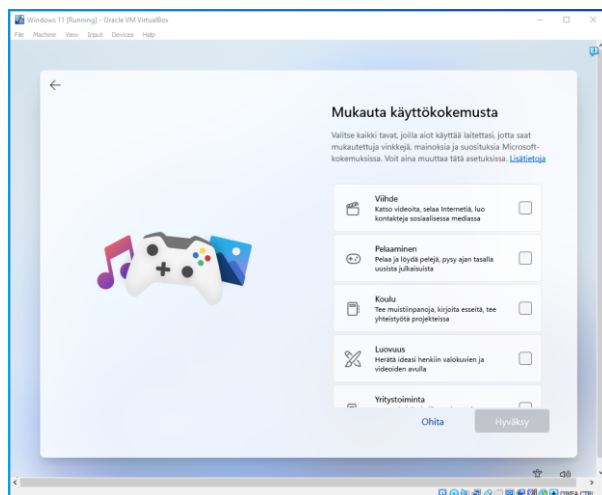 Windows 11 [Running] - Oracle VM VirtualBox
File Machine View Input Devices Help
Mukauta käyttökokemusta
Valitse kaikki tavat, joilla aiot käyttää laitettasi, jotta saat
mukautettuja vinkkejä, mainoksia ja suosituksia Microsoft-
kokemuksissa. Voit aina muuttaa tätä asetuksissa. Lisätietoja
Viihde
Katso videoita, selaa Internetiä, luo
kontakteja sosiaalisessa mediassa
Pelaaminen
Pelaa ja löydä pelejä, pysy ajan tasalla
uusista julkaisuista
Koulu
Tee muistiinpanoja, kirjoita esseitä, tee
yhteistyötä projekteissa
Luovuus
Herätä ideasi henkiin valokuvien ja
videoiden avulla
Yritystoiminta
Ohita
Hyväksy